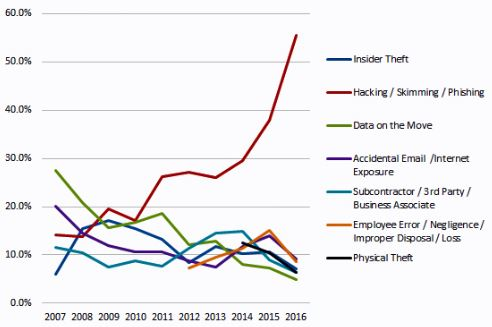 60.0%
50.0%
40.0%
30.0%
20.0%
10.0%
0.0%
2007 2008 2009 2010 2011 2012 2013 2014 2015 2016
Insider Theft
Hacking / Skimming / Phishing
Data on the Move
Accidental Email /Internet
Exposure
Subcontractor / 3rd Party /
Business Associate
Employee Error / Negligence /
Improper Disposal / Loss
Physical Theft